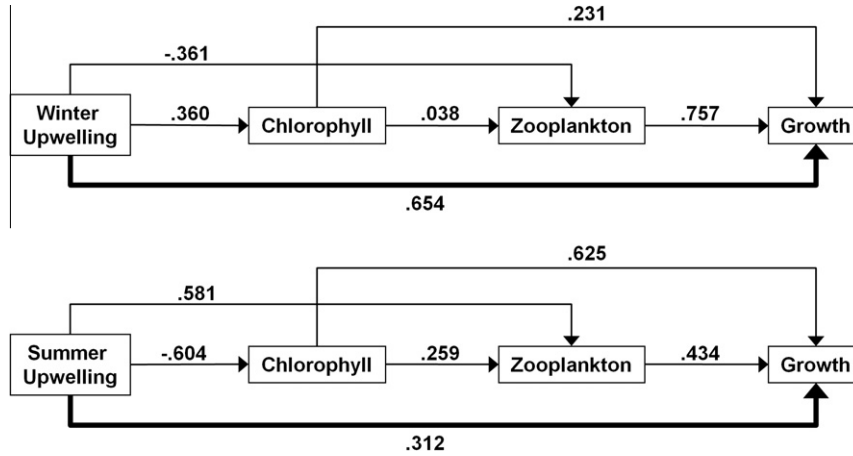 .231
-.361
Winter
Upwelling
.360
Chlorophyll
.038
Zooplankton
.757
Growth
.654
.625
.581
Summer
Upwelling
-.604
Chlorophyll
.259
Zooplankton
.434
Growth
.312